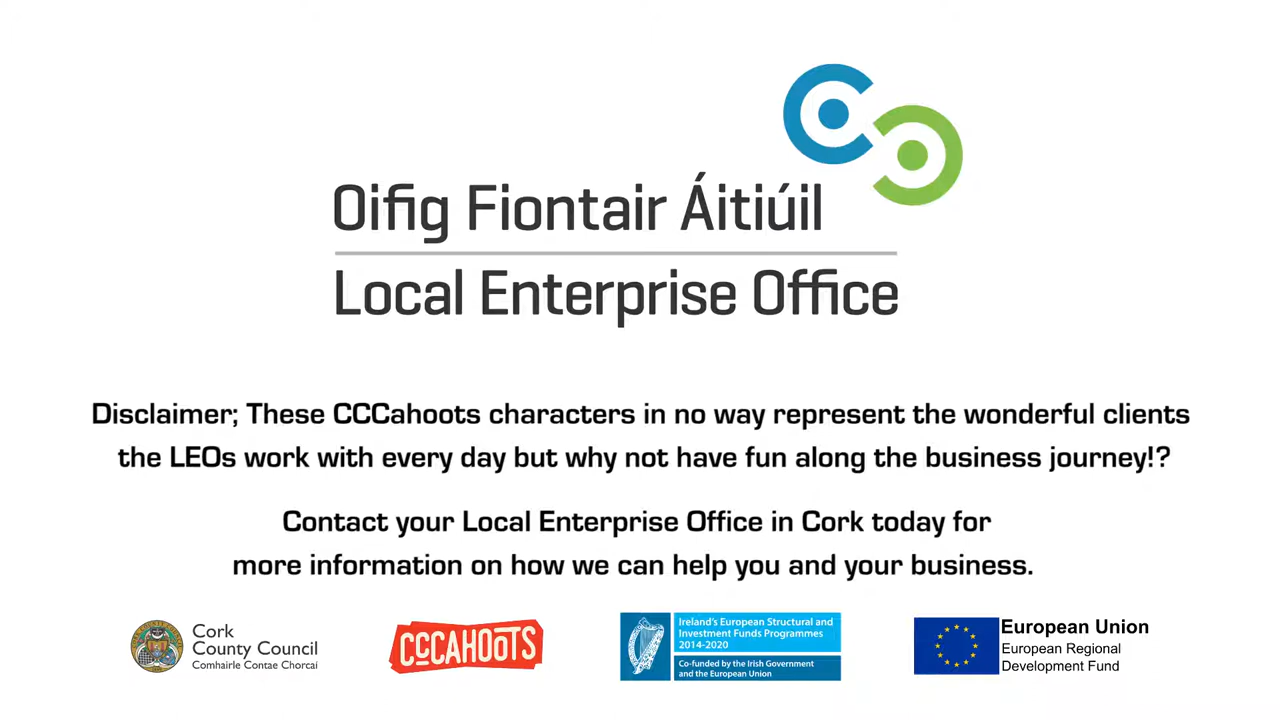 Oifig Fiontair Áitiúil
Local Enterprise Office
Disclaimer; These CCCahoots characters in no way represent the wonderful clients
the LEOs work with every day but why not have fun along the business journey!?
Contact your Local Enterprise Office in Cork today for
more information on how we can help you and your business.
Cork
County Council
Comhairle Contae Chorcaí
CCCAHOOTS
Ireland's European Structural and
Investment Funds Programmes
2014-2020
Co-funded by the Irish Government
and the European Union
European Union
European Regional
Development Fund